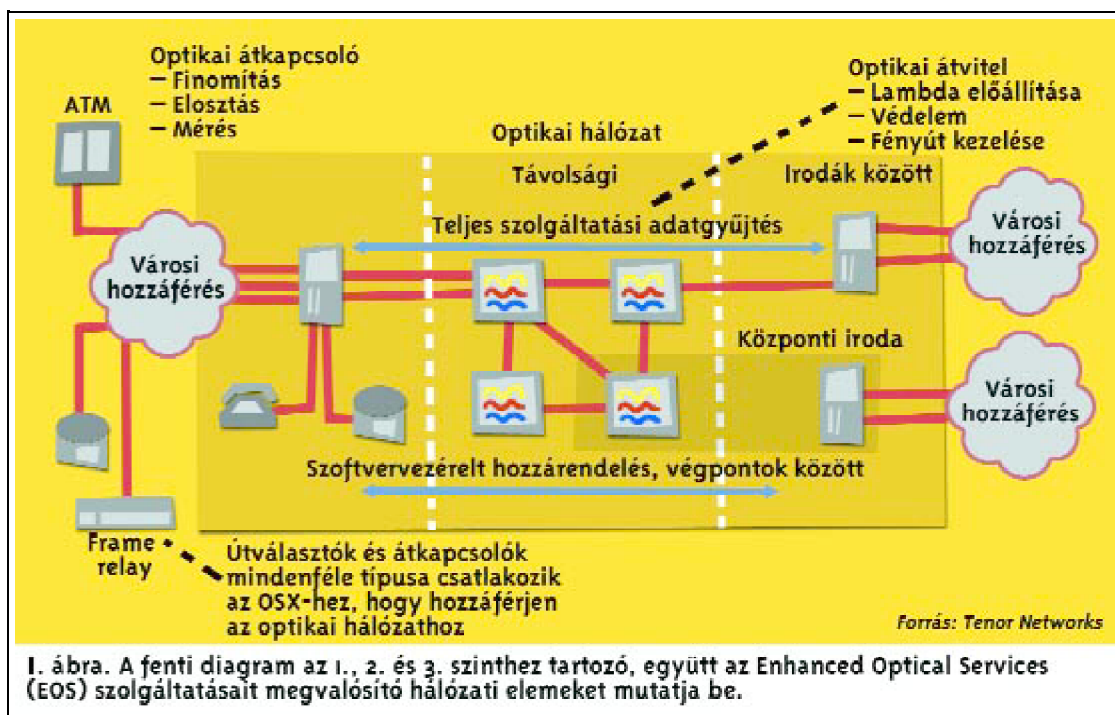 Optikai átkapcsoló
– Finomítás
– Elosztás
– Mérés
ATM
Optikai átvitel
– Lambda előállítása
– Védelem
– Fényút kezelése
Optikai hálózat
Távolsági
Irodák között
Teljes szolgáltatási adatgyűjtés
Városi
hozzáférés
Városi
hozzáférés
Központi iroda
Városi
hozzáférés
Szoftvervezérelt hozzárendelés, végpontok között
Frame
relay
Útválasztók és átkapcsolók
mindenféle típusa csatlakozik
az OSX-hez, hogy hozzáférjen
az optikai hálózathoz
Forrás: Tenor Networks
1. ábra. A fenti diagram az 1., 2. és 3. szinthez tartozó, együtt az Enhanced Optical Services
(EOS) szolgáltatásait megvalósító hálózati elemeket mutatja be.